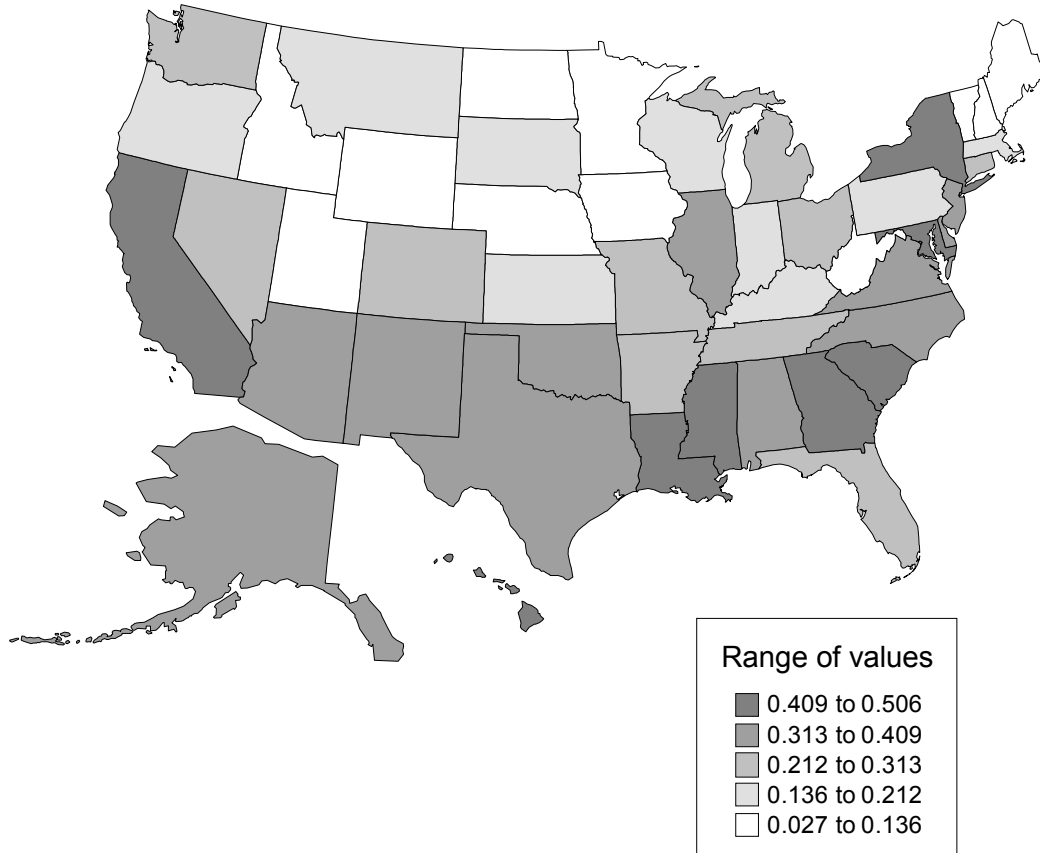 Range of values
0.409 to 0.506
0.313 to 0.409
0.212 to 0.313
0.136 to 0.212
0.027 to 0.136